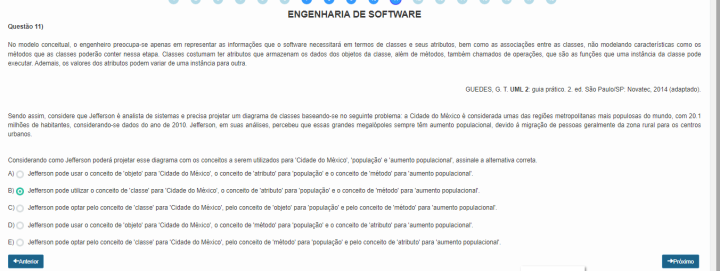 ENGENHARIA DE SOFTWARE
Questão 11)
No modelo conceitual, o engenheiro preocupa-se apenas em representar as informações que o software necessitará em termos de classes e seus atributos, bem como as associações entre as classes, não modelando características como os
métodos que as classes poderão conter nessa etapa. Classes costumam ter atributos que armazenam os dados dos objetos da classe, além de métodos, também chamados de operações, que são as funções que uma instância da classe pode
executar. Ademais, os valores dos atributos podem variar de uma instância para outra.
GUEDES, G. T. UML 2: guia prático. 2. ed. São Paulo/SP: Novatec, 2014 (adaptado).
Sendo assim, considere que Jefferson é analista de sistemas e precisa projetar um diagrama de classes baseando-se no seguinte problema: a Cidade do México é considerada umas das regiões metropolitanas mais populosas do mundo, com 20.1
milhões de habitantes, considerando-se dados do ano de 2010. Jefferson, em suas análises, percebeu que essas grandes megalópoles sempre têm aumento populacional, devido à migração de pessoas geralmente da zona rural para os centros
urbanos.
Considerando como Jefferson poderá projetar esse diagrama com os conceitos a serem utilizados para 'Cidade do México', 'população' e 'aumento populacional', assinale a alternativa correta.
A) Jefferson pode usar o conceito de 'objeto' para 'Cidade do México', o conceito de 'atributo' para 'população' e o conceito de 'método' para 'aumento populacional'.
B) Jefferson pode utilizar o conceito de 'classe' para 'Cidade do México', o conceito de 'atributo' para 'população' e o conceito de 'método' para 'aumento populacional'.
C) Jefferson pode optar pelo conceito de 'classe' para 'Cidade do México', pelo conceito de 'objeto' para 'população' e pelo conceito de 'método' para 'aumento populacional'.
D) Jefferson pode usar o conceito de 'objeto' para 'Cidade do México', o conceito de 'método' para 'população' e o conceito de 'atributo' para 'aumento populacional'.
E) Jefferson pode optar pelo conceito de 'classe' para 'Cidade do México', pelo conceito de 'método' para 'população' e pelo conceito de 'atributo' para 'aumento populacional'.
Anterior
Próximo